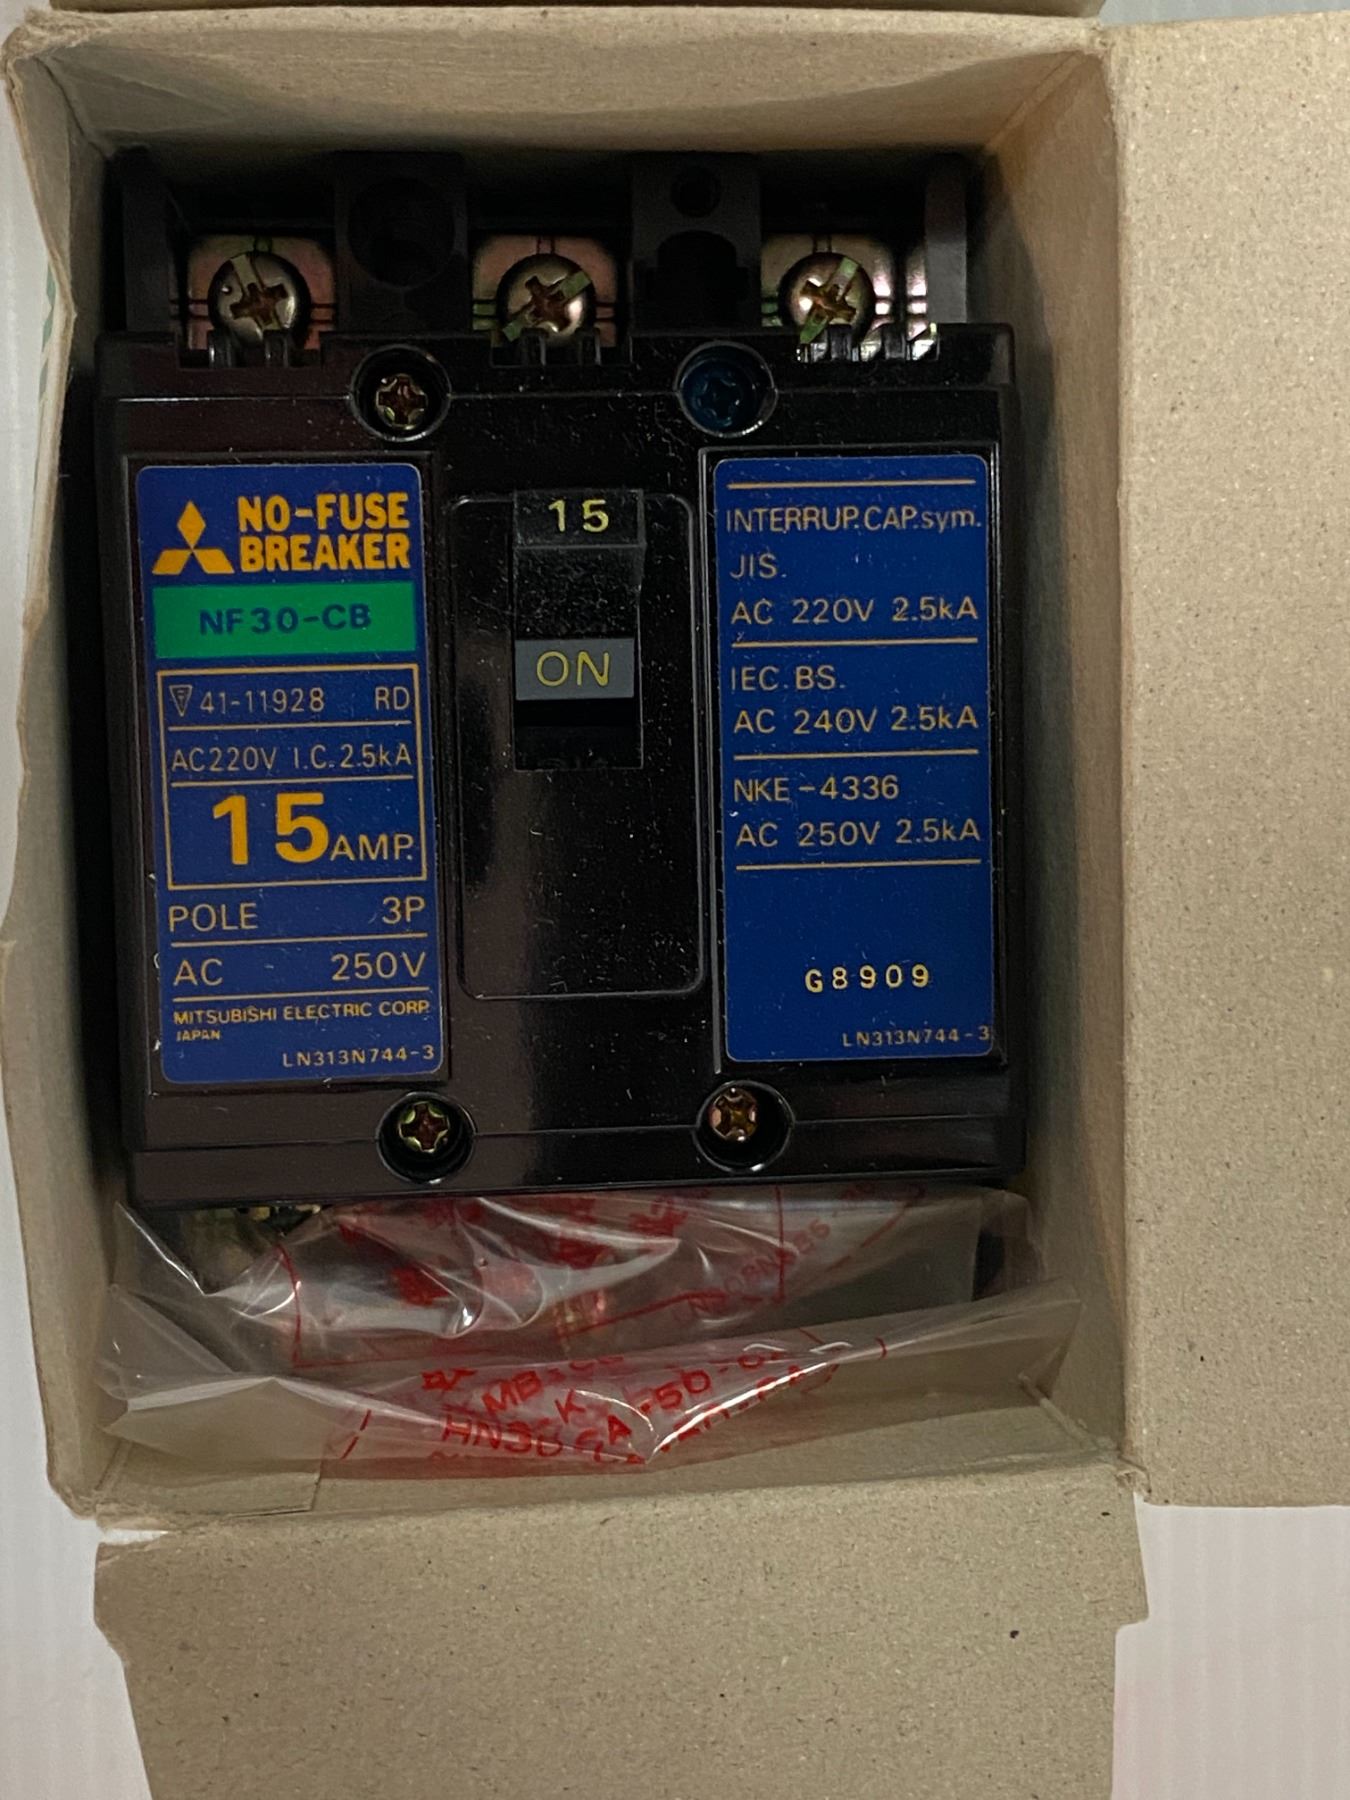 NO-FUSE
BREAKER
NF30-CB
41-11928 RD
AC220V I.C. 2.5kA
15 AMP.
POLE 3P
AC 250V
MITSUBISHI ELECTRIC CORP.
JAPAN
LN313N744-3
15
ON
INTERRUP.CAP.sym.
JIS.
AC 220V 2.5kA
IEC. BS.
AC 240V 2.5kA
NKE-4336
AC 250V 2.5kA
G8909
LN313N744-3